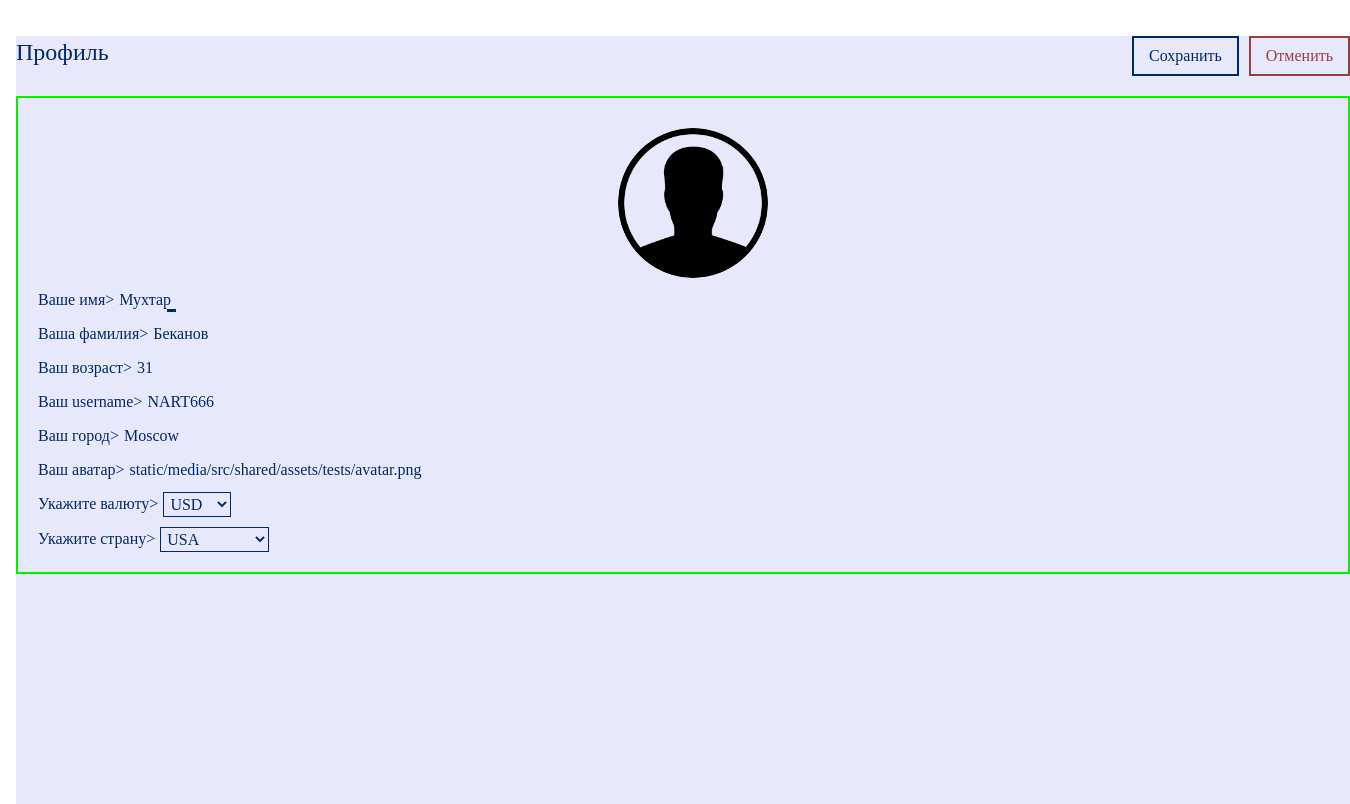 Профиль
Сохранить
Отменить
Ваше имя> Мухтар
Ваша фамилия> Беканов
Ваш возраст> 31
Ваш username> NART666
Ваш город> Moscow
Ваш аватар> static/media/src/shared/assets/tests/avatar.png
Укажите валюту> USD
Укажите страну> USA